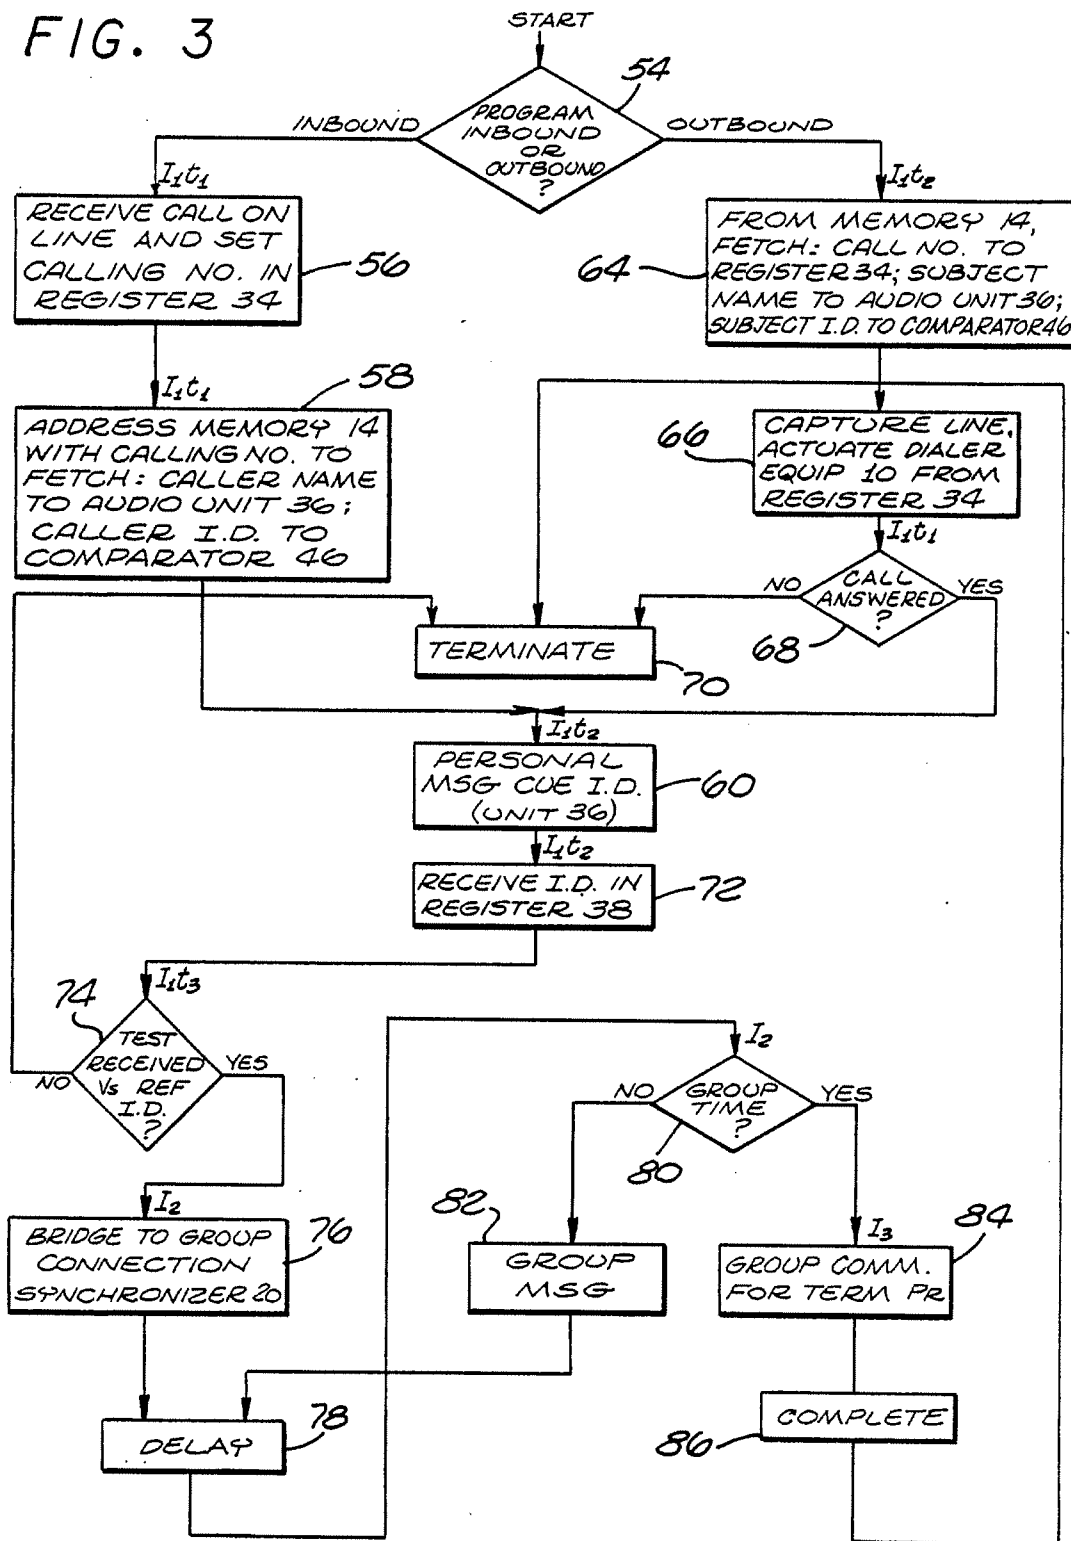 FIG. 3
START
54
PROGRAM
INBOUND
OR
OUTBOUND
?
INBOUND
OUTBOUND
I₁t₁
RECEIVE CALL ON
LINE AND SET
CALLING NO. IN
REGISTER 34
56
I₁t₂
FROM MEMORY 14,
FETCH: CALL NO. TO
REGISTER 34; SUBJECT
NAME TO AUDIO UNIT 36;
SUBJECT I.D. TO COMPARATOR 46
64
I₁t₁
58
ADDRESS MEMORY 14
WITH CALLING NO. TO
FETCH: CALLER NAME
TO AUDIO UNIT 36;
CALLER I.D. TO
COMPARATOR 46
66
CAPTURE LINE,
ACTUATE DIALER
EQUIP 10 FROM
REGISTER 34
I₁t₁
NO
CALL
ANSWERED
?
YES
68
TERMINATE
70
I₁t₂
PERSONAL
MSG CUE I.D.
(UNIT 36)
60
I₁t₂
RECEIVE I.D. IN
REGISTER 38
72
I₁t₃
74
TEST
RECEIVED
Vs REF
I.D.
?
NO
YES
I₂
GROUP
TIME
?
NO
YES
80
I₂
BRIDGE TO GROUP
CONNECTION
SYNCHRONIZER 20
76
82
GROUP
MSG
I₃
84
GROUP COMM.
FOR TERM PR
DELAY
78
COMPLETE
86